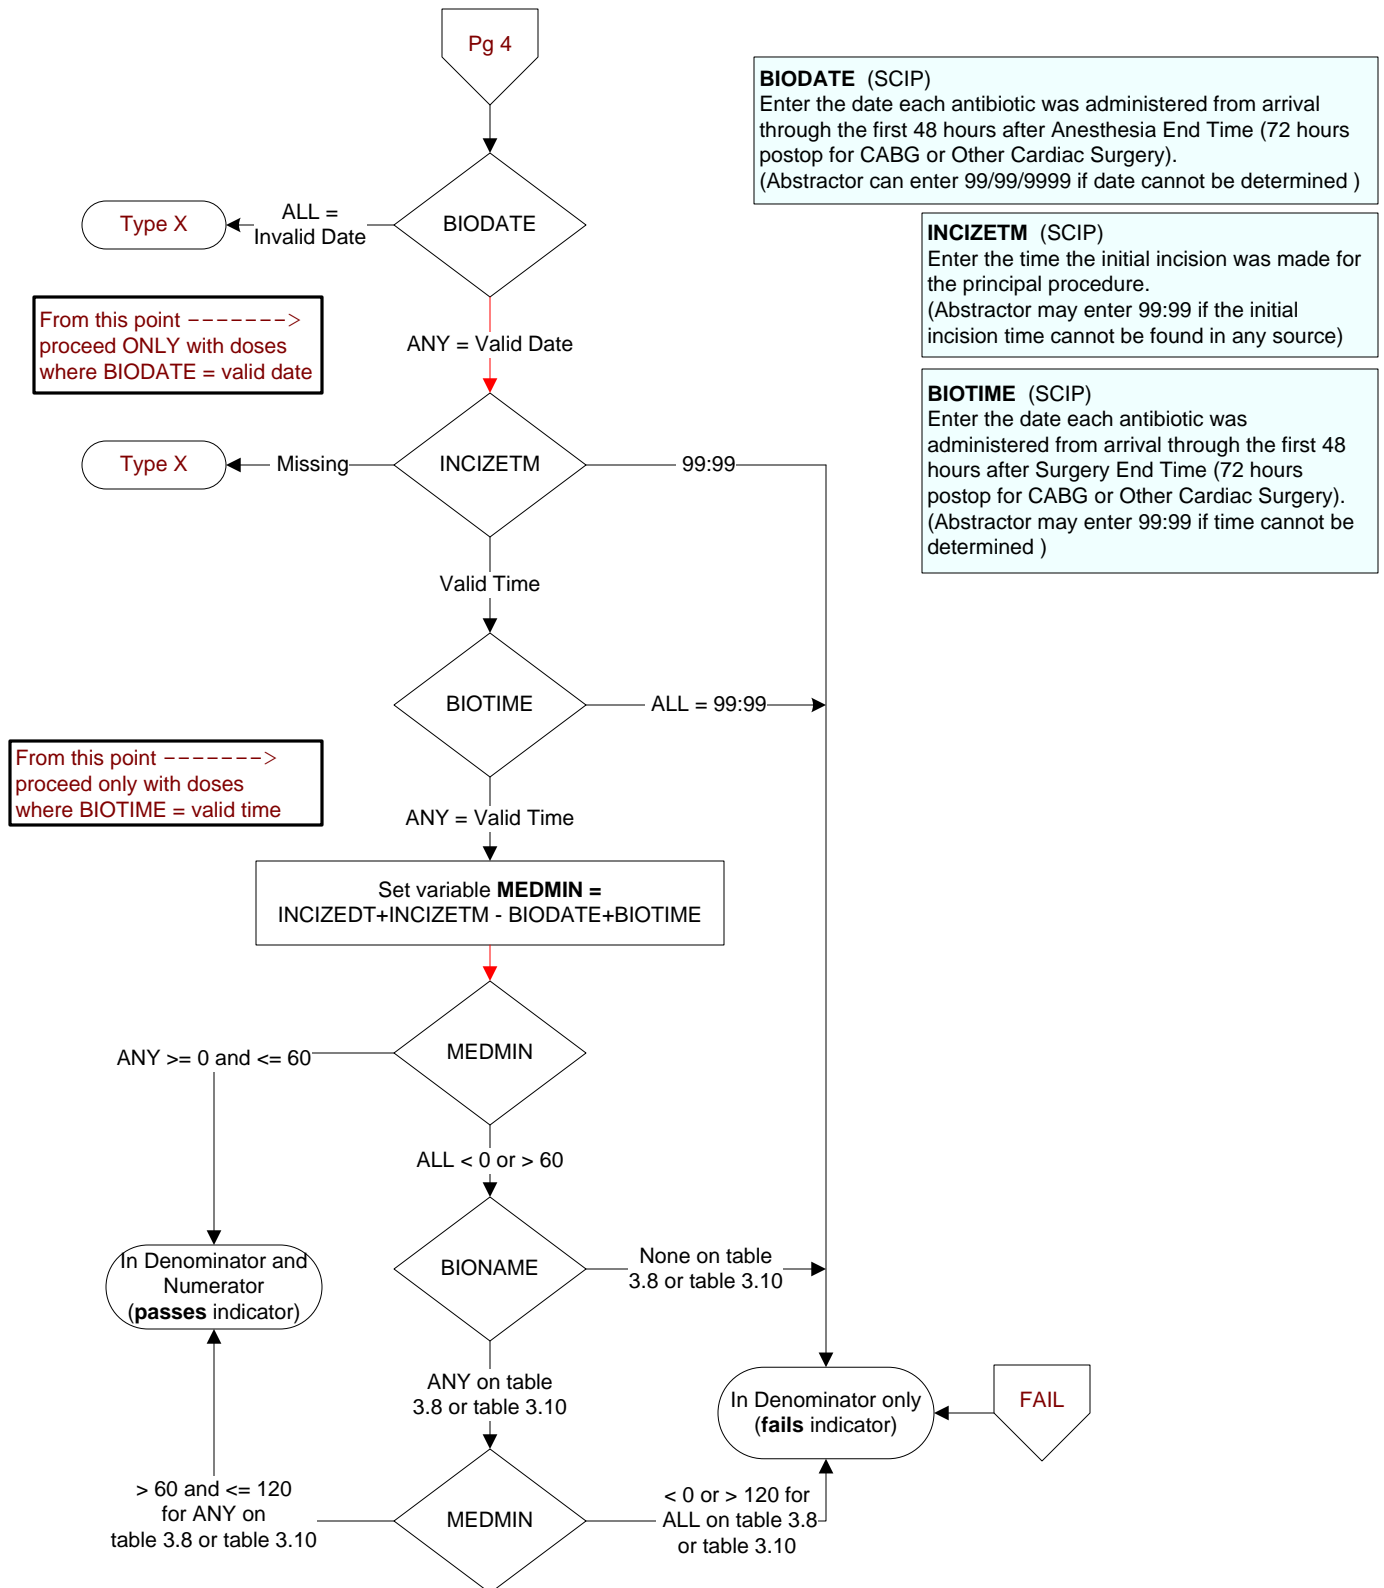 Pg 4
BIODATE (SCIP)
Enter the date each antibiotic was administered from arrival
through the first 48 hours after Anesthesia End Time (72 hours
postop for CABG or Other Cardiac Surgery).
(Abstractor can enter 99/99/9999 if date cannot be determined )
Type X
ALL =
Invalid Date
BIODATE
INCIZETM (SCIP)
Enter the time the initial incision was made for
the principal procedure.
(Abstractor may enter 99:99 if the initial
incision time cannot be found in any source)
From this point ------->
proceed ONLY with doses
where BIODATE = valid date
ANY = Valid Date
BIOTIME (SCIP)
Enter the date each antibiotic was
administered from arrival through the first 48
hours after Surgery End Time (72 hours
postop for CABG or Other Cardiac Surgery).
(Abstractor may enter 99:99 if time cannot be
determined )
Type X
Missing
INCIZETM
99:99
Valid Time
BIOTIME
ALL = 99:99
From this point ------->
proceed only with doses
where BIOTIME = valid time
ANY = Valid Time
Set variable MEDMIN =
INCIZEDT+INCIZETM - BIODATE+BIOTIME
MEDMIN
ANY >= 0 and <= 60
ALL < 0 or > 60
In Denominator and
Numerator
(passes indicator)
BIONAME
None on table
3.8 or table 3.10
ANY on table
3.8 or table 3.10
In Denominator only
(fails indicator)
FAIL
> 60 and <= 120
for ANY on
table 3.8 or table 3.10
MEDMIN
< 0 or > 120 for
ALL on table 3.8
or table 3.10